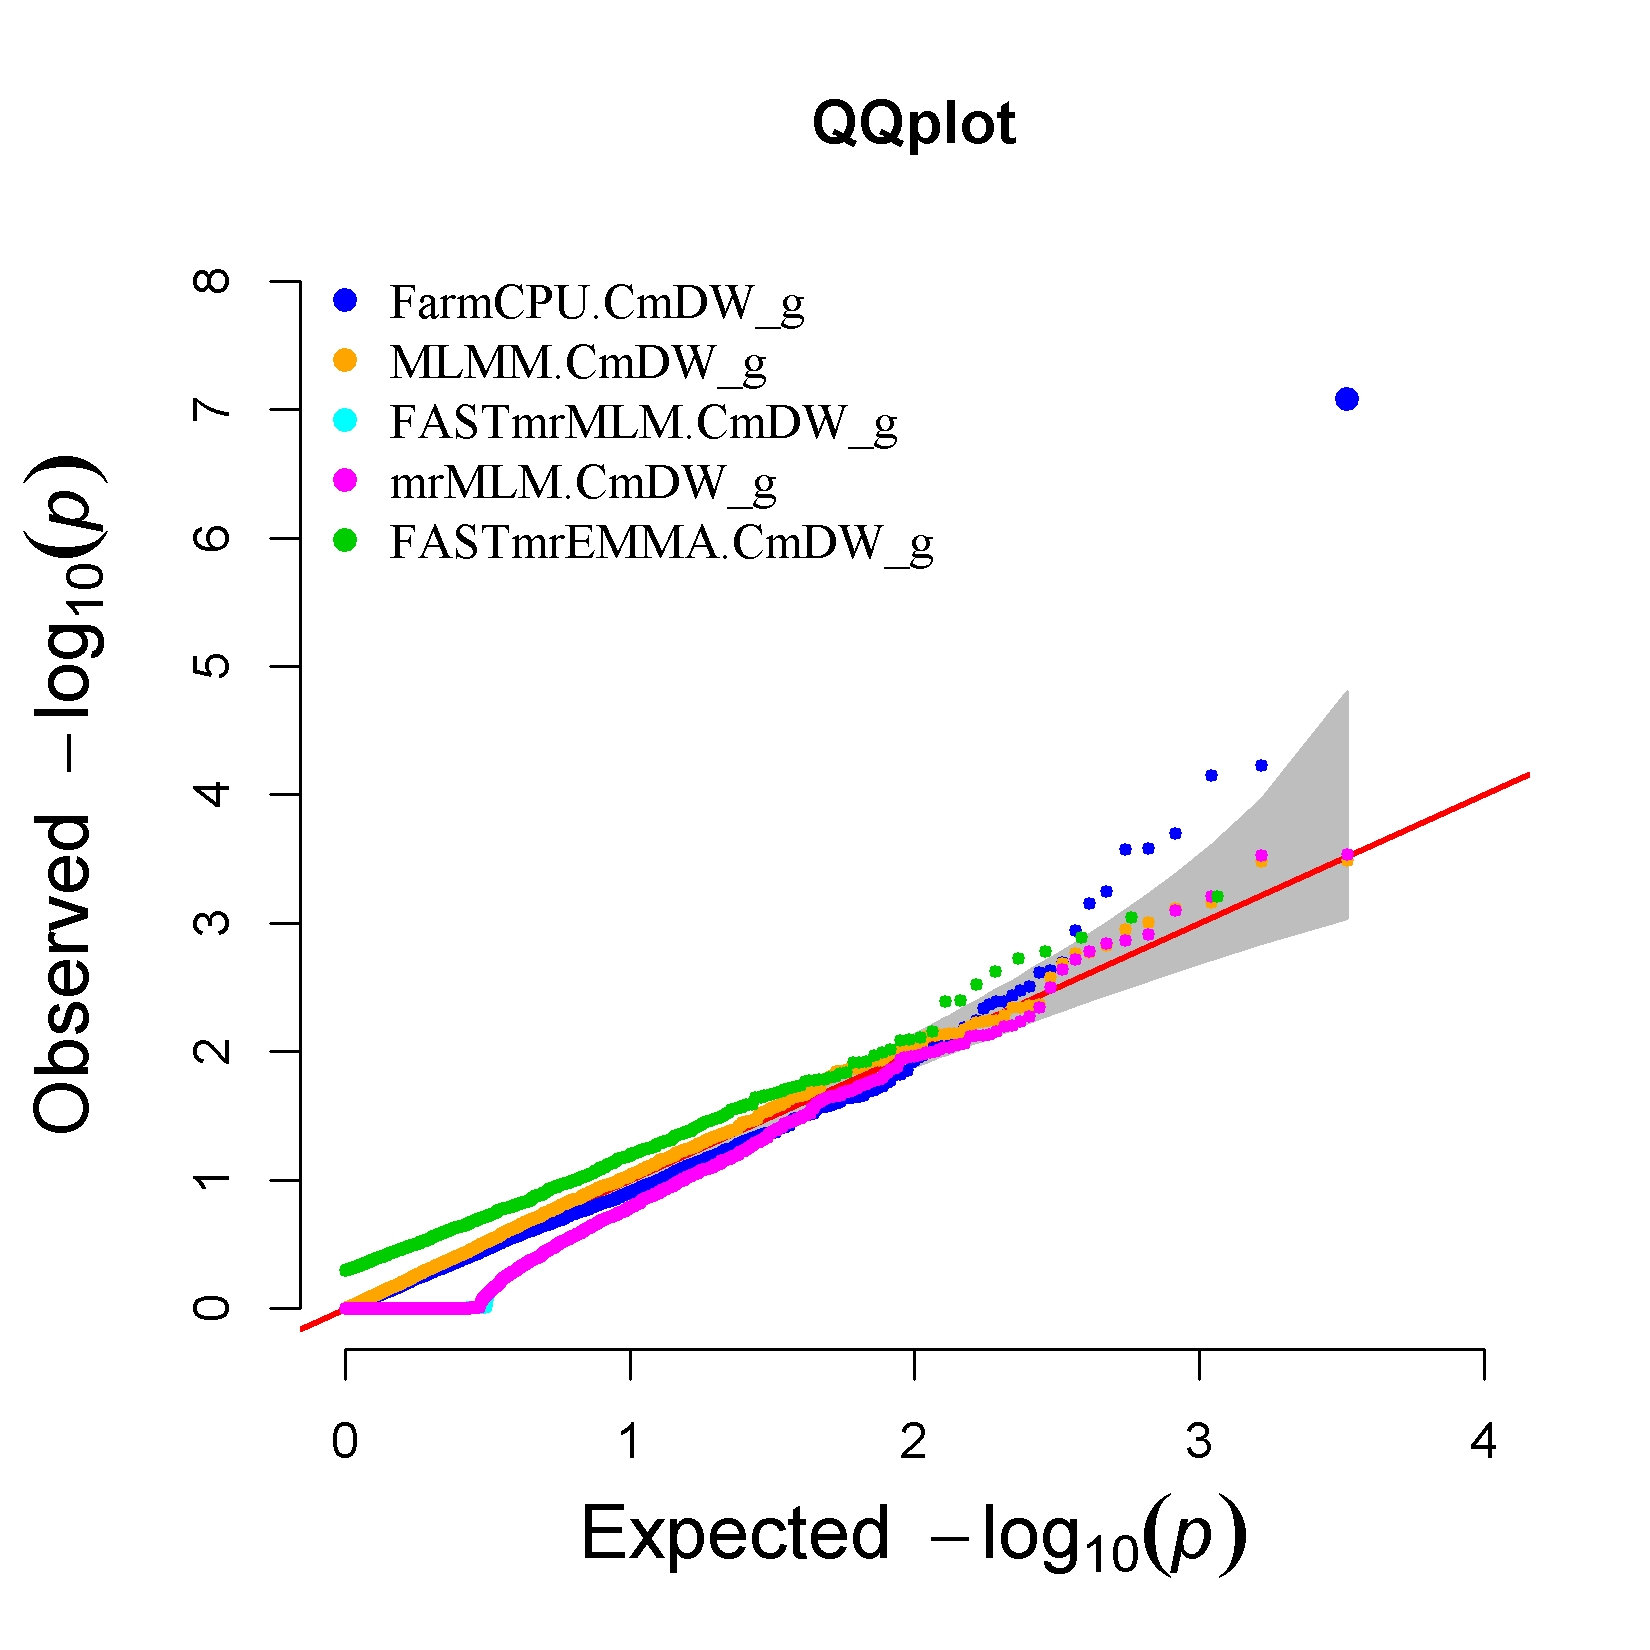 QQplot
FarmCPU.CmDW_g
MLMM.CmDW_g
FASTmrMLM.CmDW_g
mrMLM.CmDW_g
FASTmrEMMA.CmDW_g
8
7
6
5
4
3
2
1
0
Observed −log10(p)
0 1 2 3 4
Expected −log10(p)